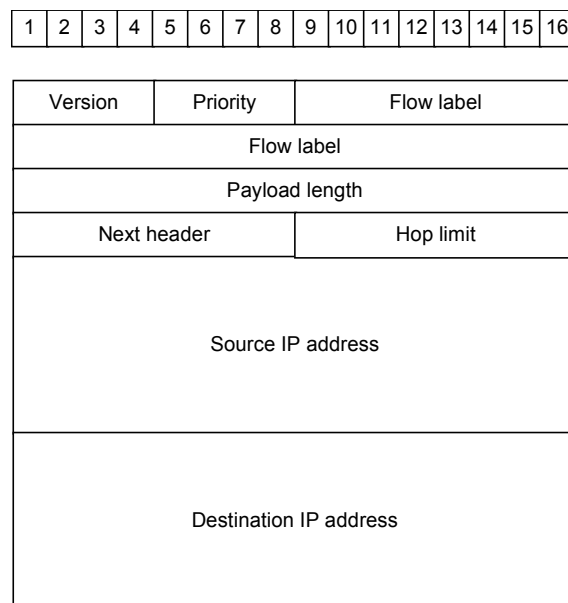 1 2 3 4 5 6 7 8 9 10 11 12 13 14 15 16
Version Priority Flow label
Flow label
Payload length
Next header Hop limit
Source IP address
Destination IP address